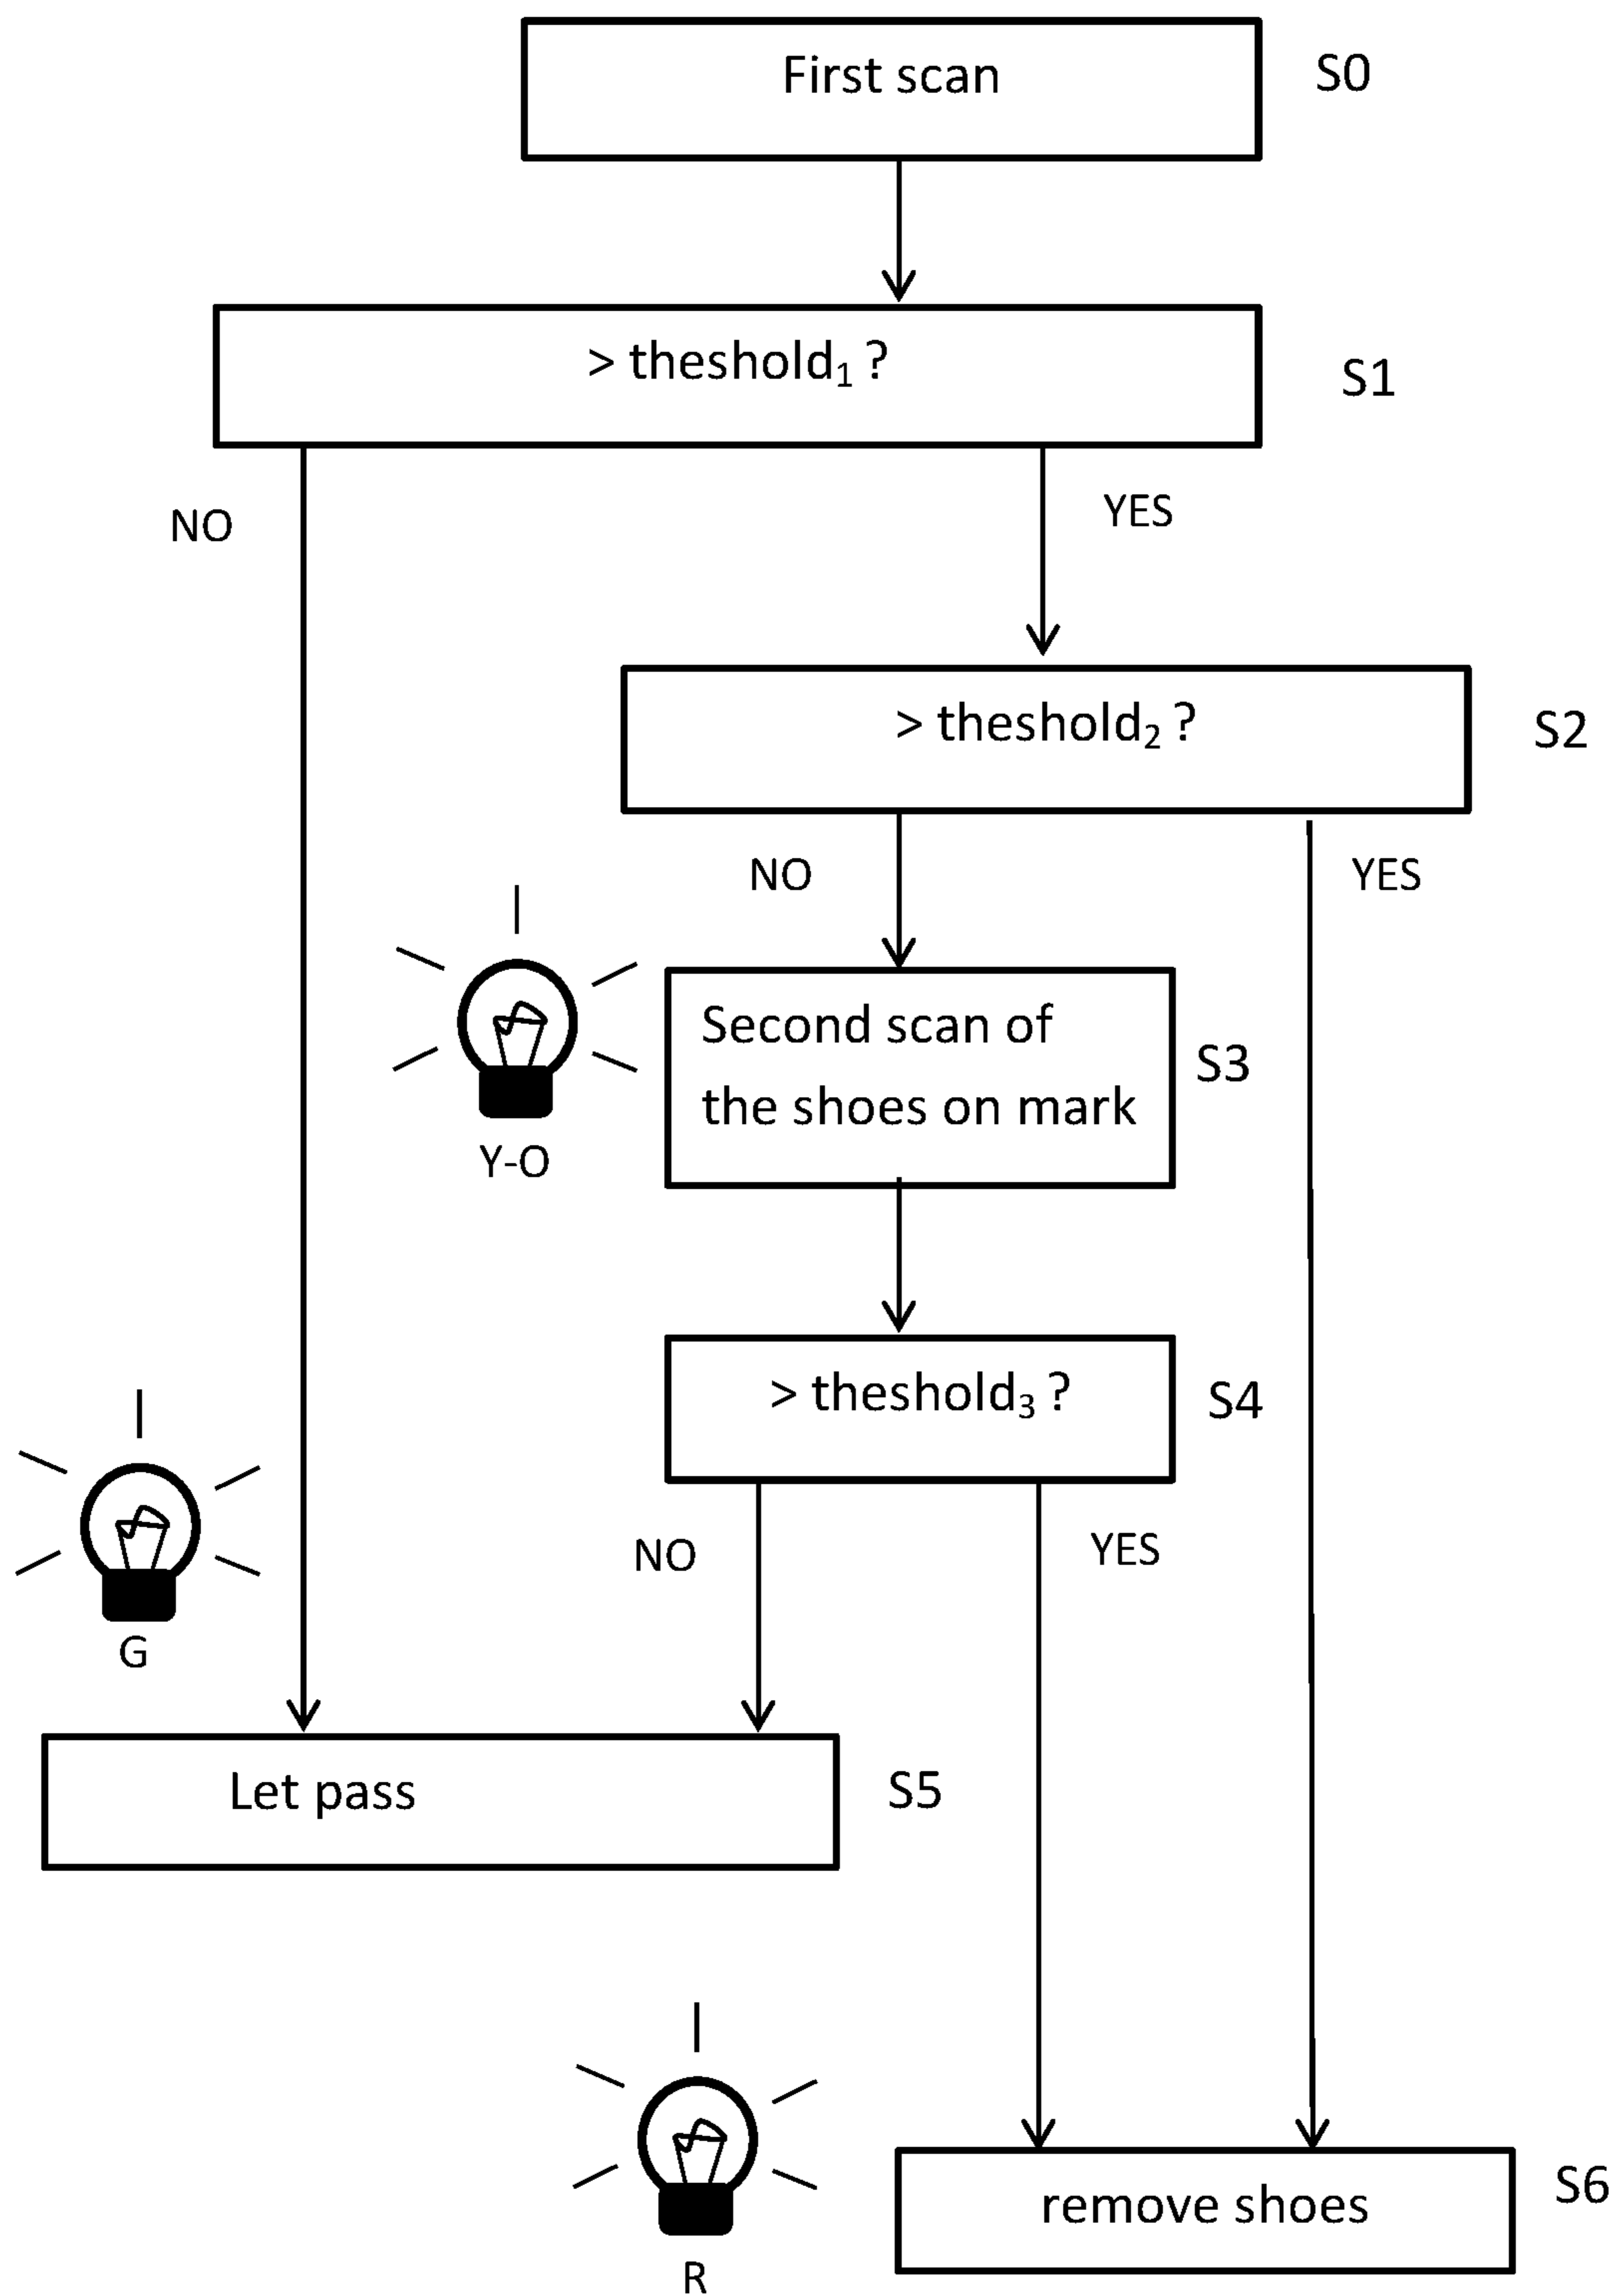 First scan
S0
> theshold₁ ?
S1
NO
YES
> theshold₂ ?
S2
NO
YES
Second scan of
the shoes on mark
S3
Y-O
> theshold₃ ?
S4
NO
YES
G
Let pass
S5
remove shoes
S6
R